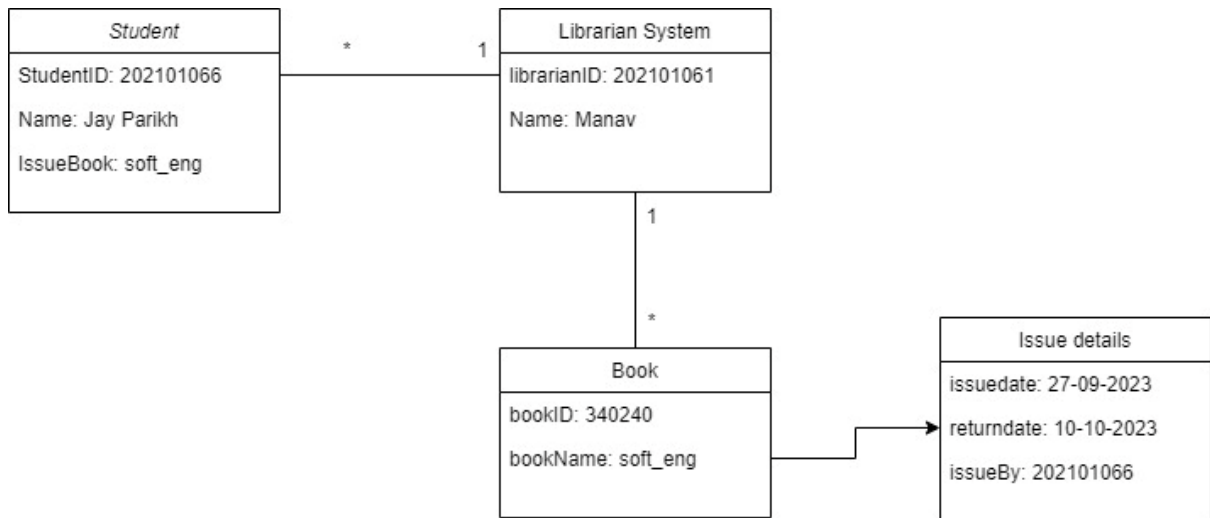 Student
StudentID: 202101066
Name: Jay Parikh
IssueBook: soft_eng
*
1
Librarian System
librarianID: 202101061
Name: Manav
1
*
Book
bookID: 340240
bookName: soft_eng
Issue details
issuedate: 27-09-2023
returndate: 10-10-2023
issueBy: 202101066